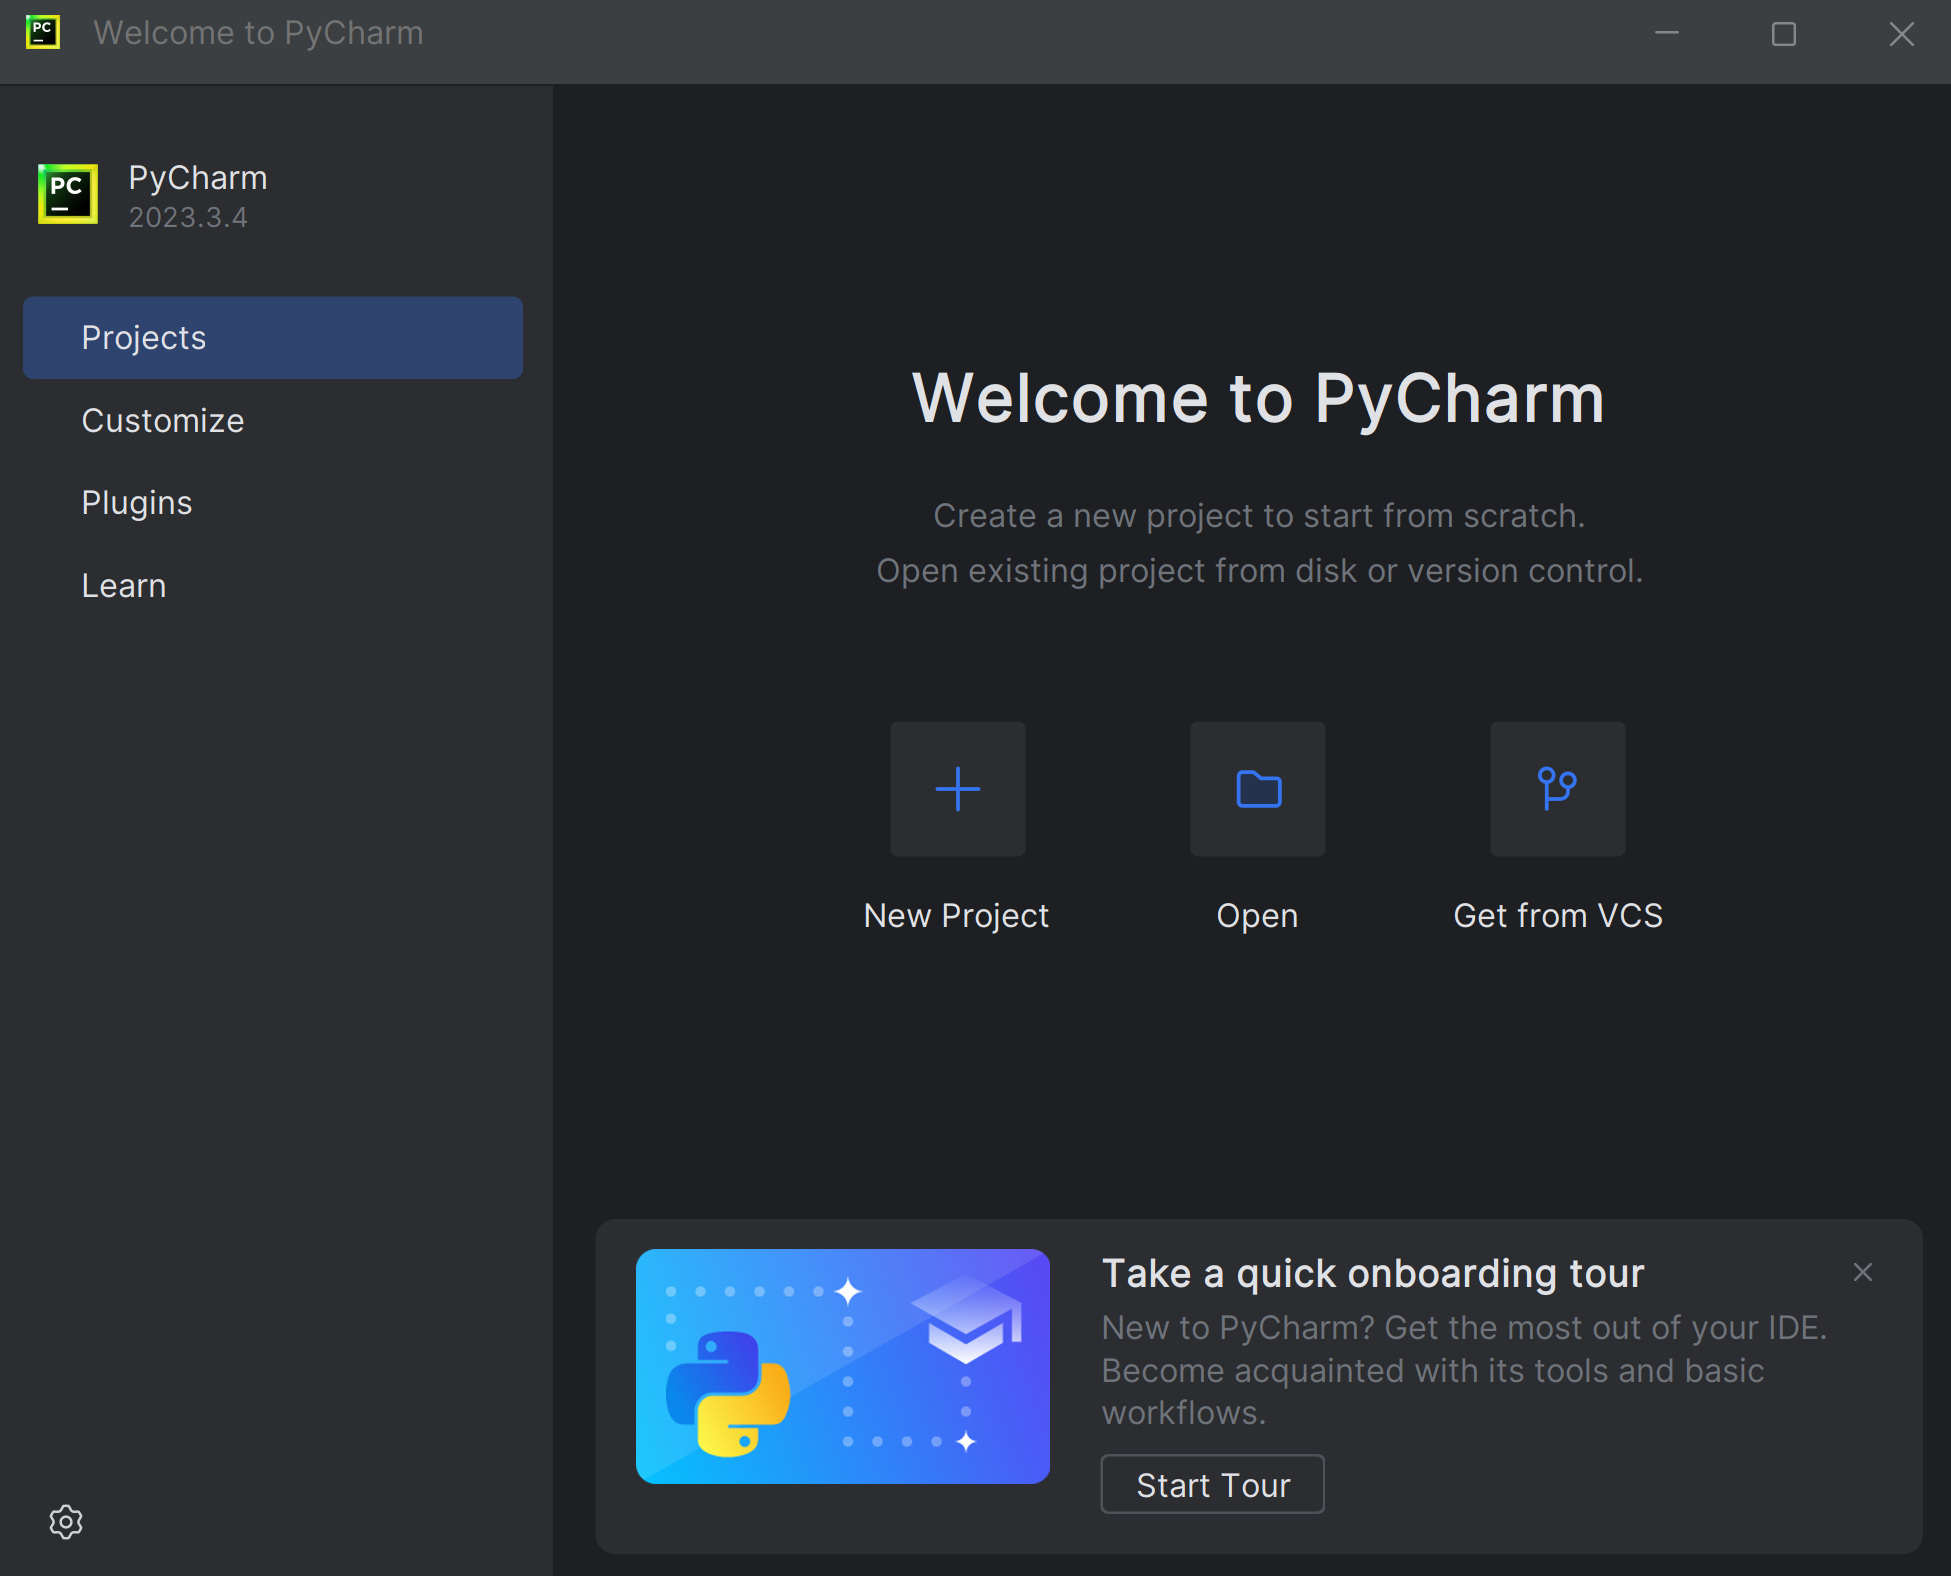 PC
Welcome to PyCharm
PC
PyCharm
2023.3.4
Projects
Customize
Plugins
Learn
Welcome to PyCharm
Create a new project to start from scratch.
Open existing project from disk or version control.
New Project
Open
Get from VCS
Take a quick onboarding tour
New to PyCharm? Get the most out of your IDE.
Become acquainted with its tools and basic
workflows.
Start Tour